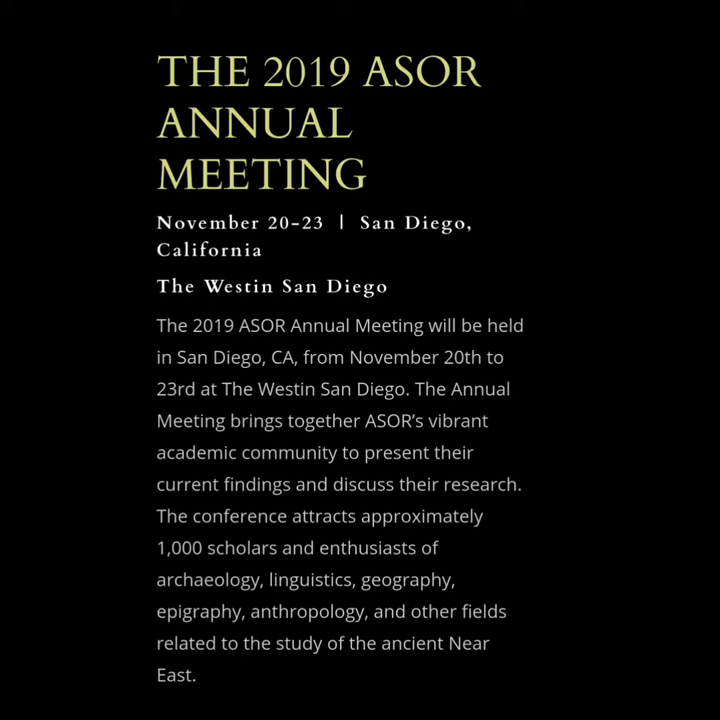 THE 2019 ASOR
ANNUAL
MEETING
November 20-23 | San Diego,
California
The Westin San Diego
The 2019 ASOR Annual Meeting will be held
in San Diego, CA, from November 20th to
23rd at The Westin San Diego. The Annual
Meeting brings together ASOR’s vibrant
academic community to present their
current findings and discuss their research.
The conference attracts approximately
1,000 scholars and enthusiasts of
archaeology, linguistics, geography,
epigraphy, anthropology, and other fields
related to the study of the ancient Near
East.